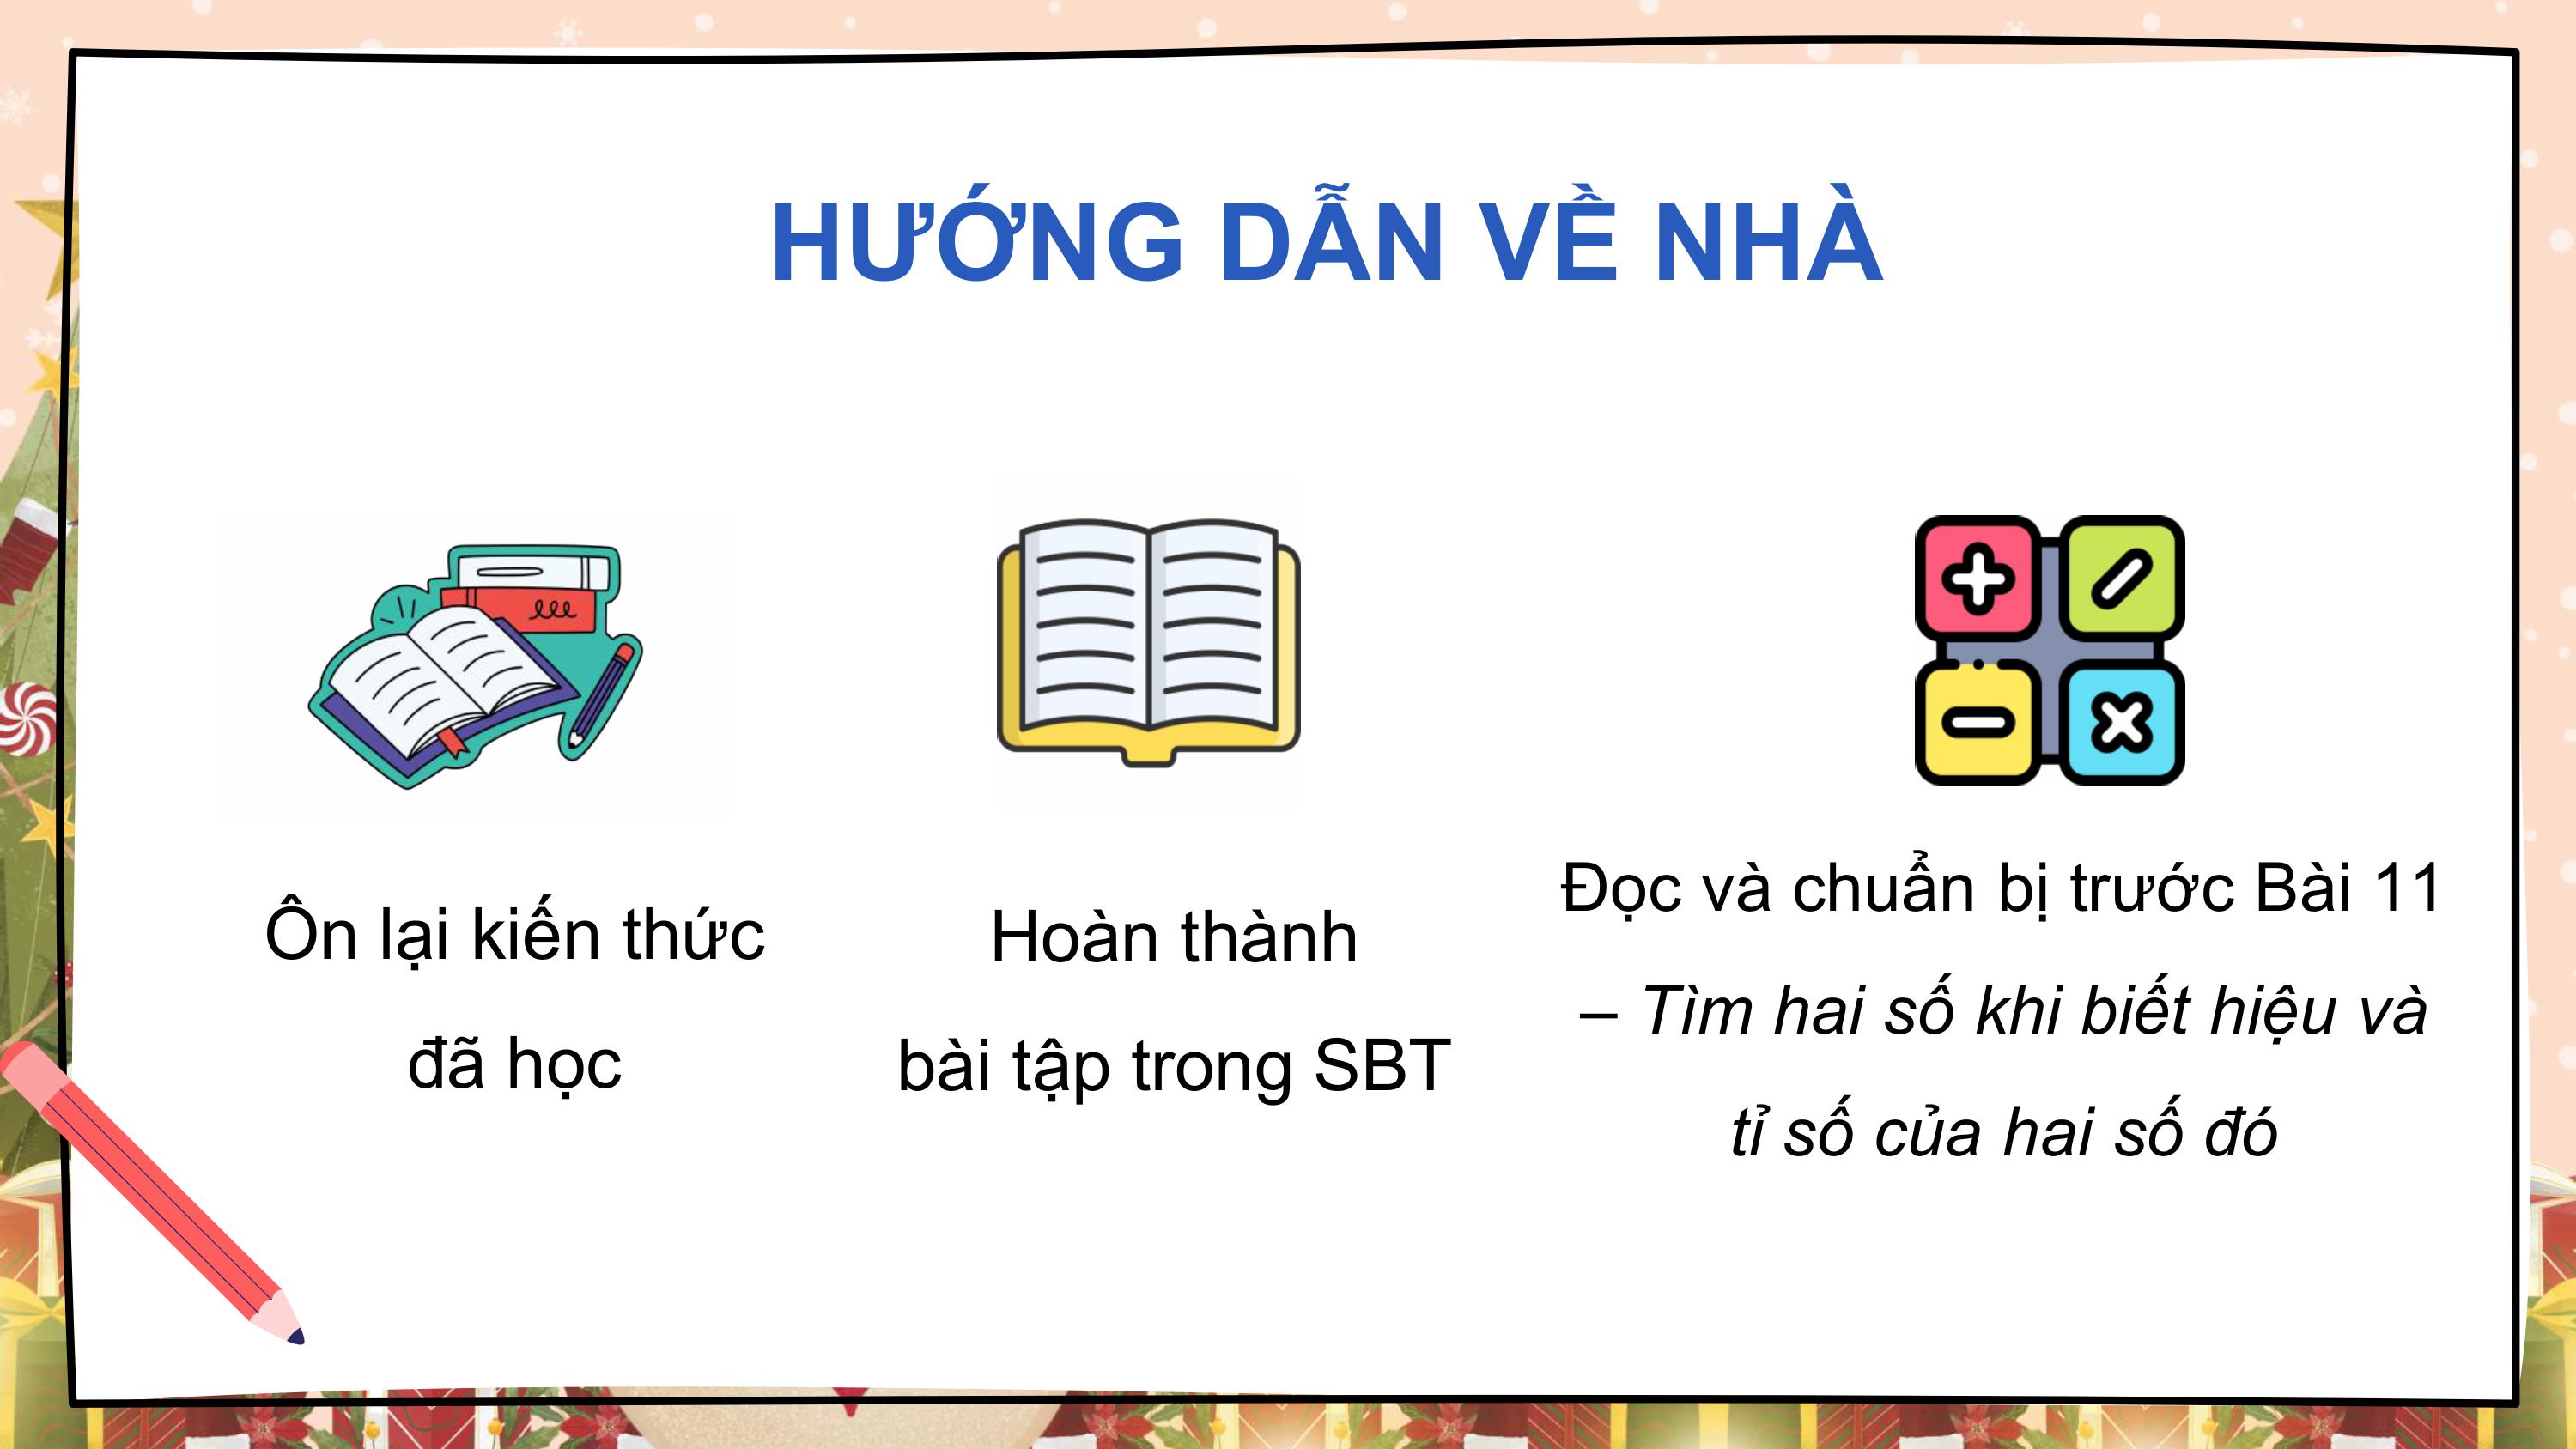 HƯỚNG DẪN VỀ NHÀ
Ôn lại kiến thức
đã học
Hoàn thành
bài tập trong SBT
Đọc và chuẩn bị trước Bài 11
– Tìm hai số khi biết hiệu và
tỉ số của hai số đó